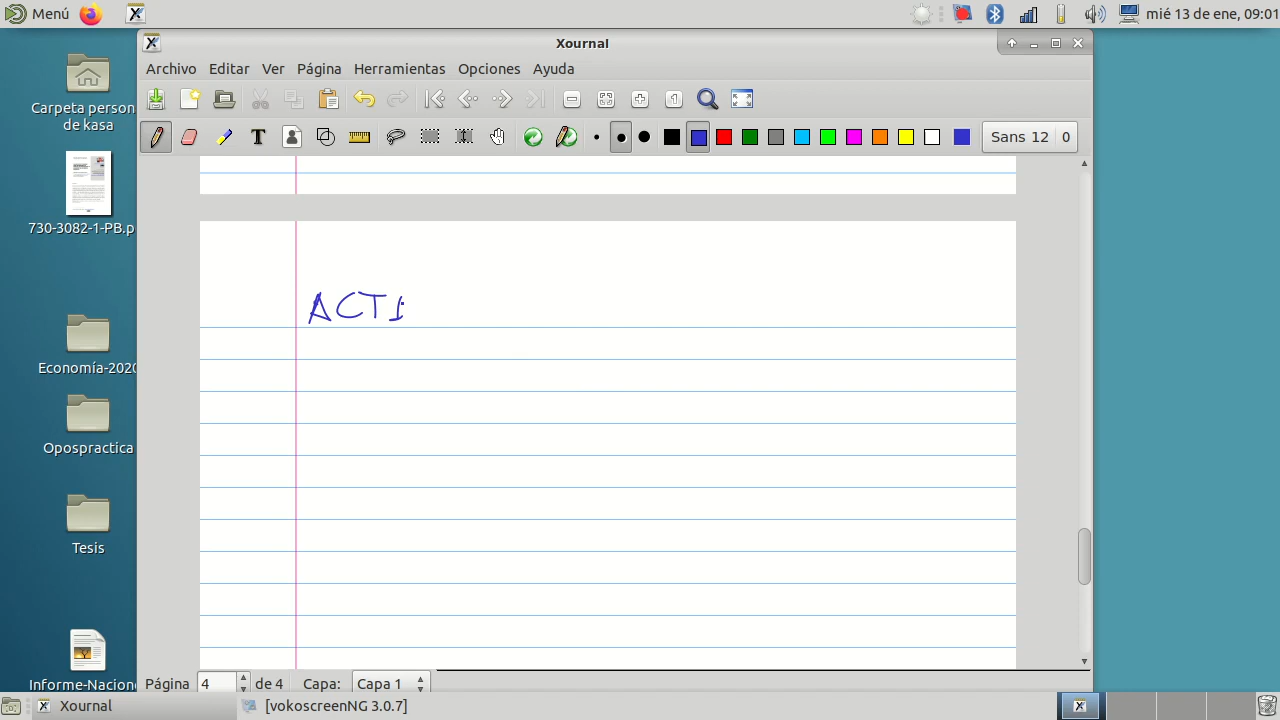 Menú
mié 13 de ene, 09:01
Xournal
Archivo Editar Ver Página Herramientas Opciones Ayuda
Sans 12 0
Carpeta person
de kasa
730-3082-1-PB.p
Economía-2020
Opospractica
Tesis
Informe-Nacion
ACTI
Página 4 de 4 Capa: Capa 1
Xournal
[vokoscreenNG 3.0.7]